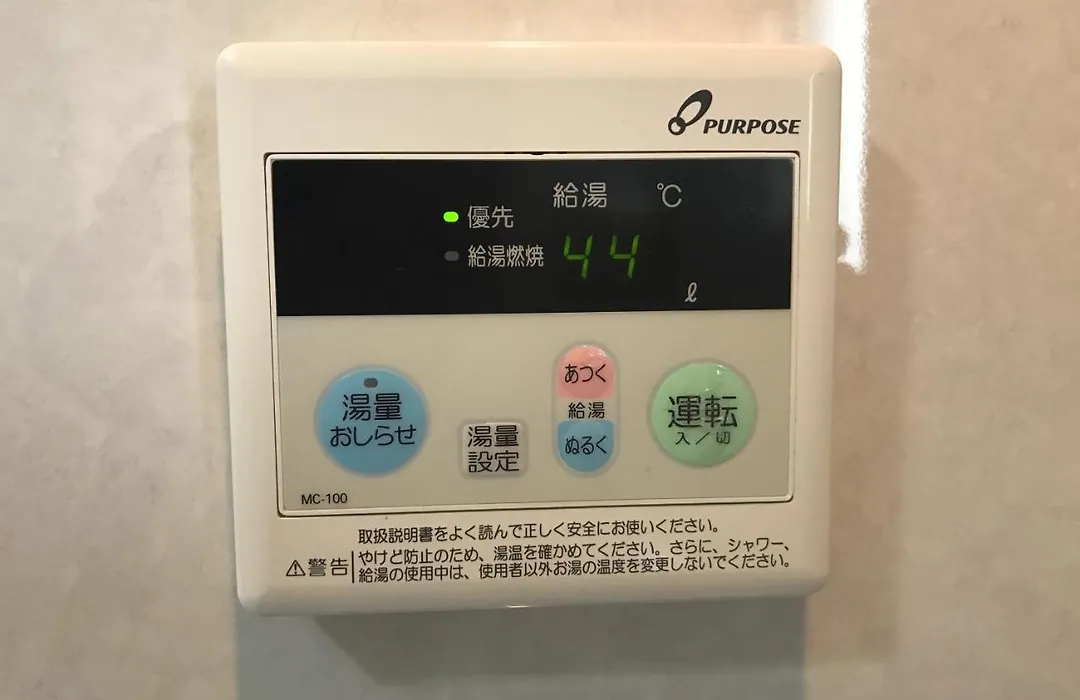 PURPOSE
給湯 ℃
優先
給湯燃焼 44
ℓ
湯量
おしらせ
湯量
設定
あつく
給湯
ぬるく
運転
入/切
MC-100
取扱説明書をよく読んで正しく安全にお使いください。
⚠警告
やけど防止のため、湯温を確かめてください。さらに、シャワー、
給湯の使用中は、使用者以外お湯の温度を変更しないでください。